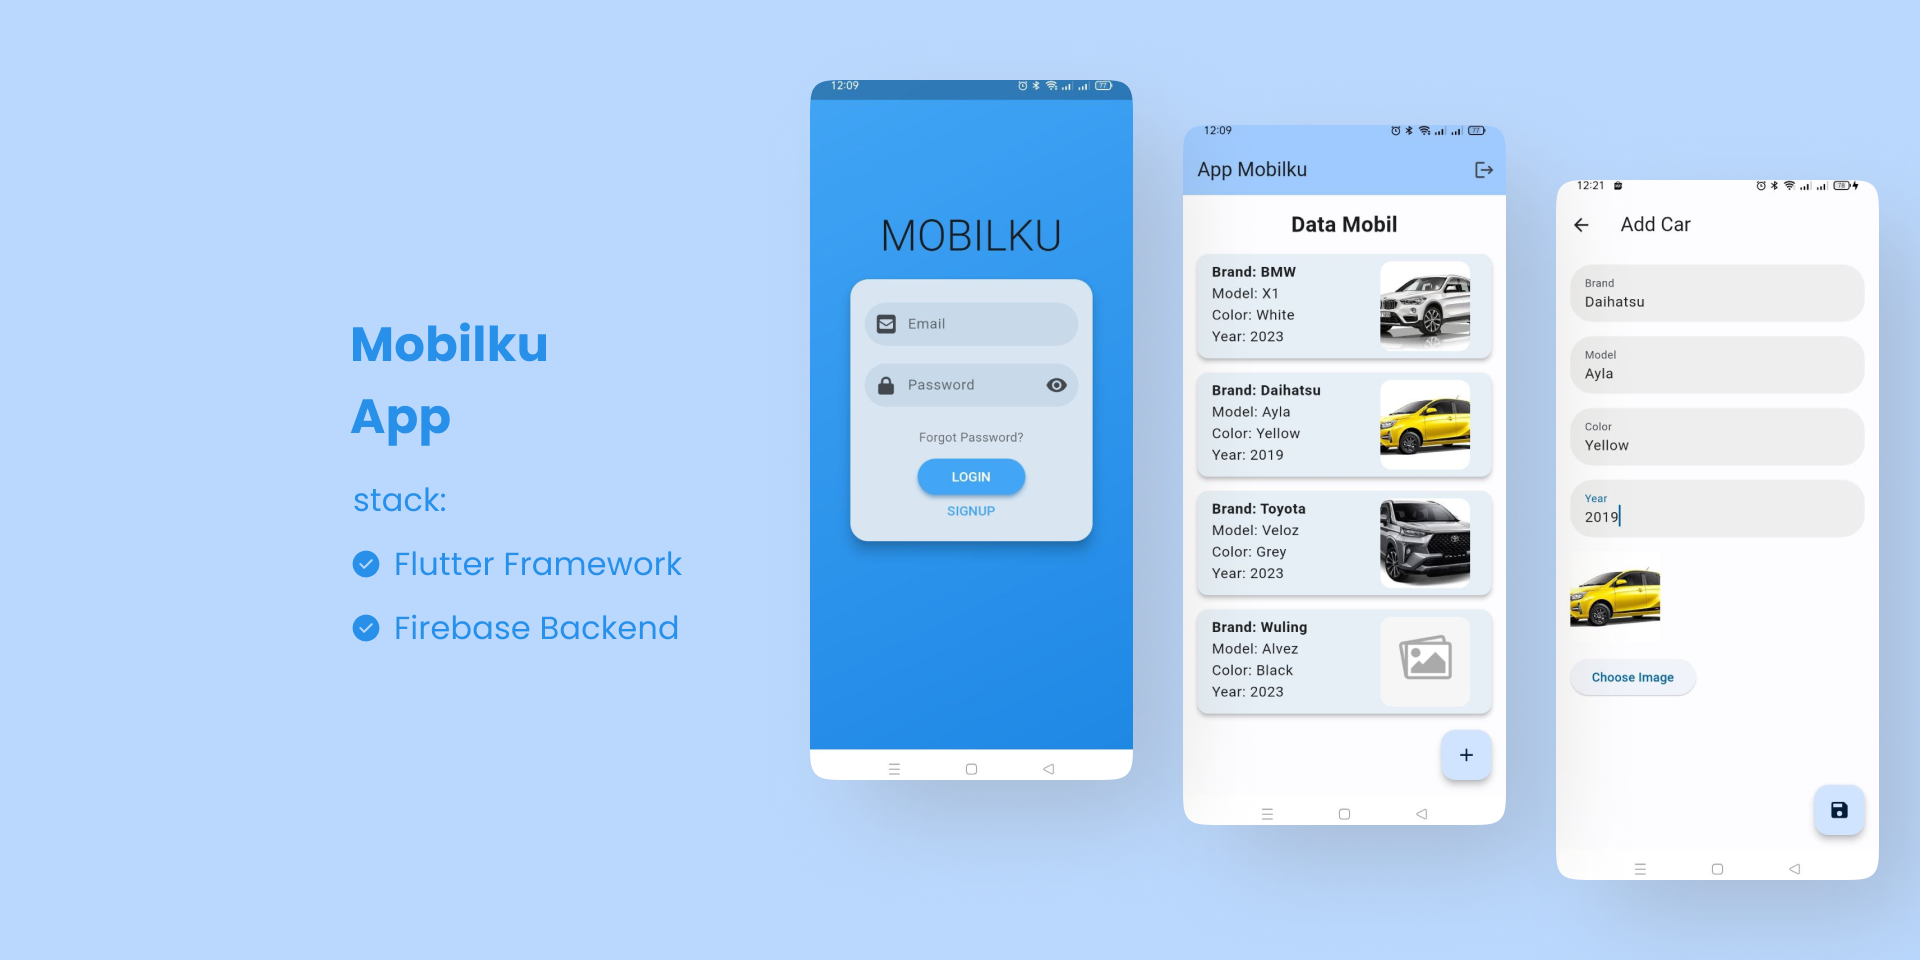 Mobilku
App
stack:
Flutter Framework
Firebase Backend
12:09
77
MOBILKU
Email
Password
Forgot Password?
LOGIN
SIGNUP
12:09
77
App Mobilku
Data Mobil
Brand: BMW
Model: X1
Color: White
Year: 2023
Brand: Daihatsu
Model: Ayla
Color: Yellow
Year: 2019
Brand: Toyota
Model: Veloz
Color: Grey
Year: 2023
Brand: Wuling
Model: Alvez
Color: Black
Year: 2023
12:21
78
Add Car
Brand
Daihatsu
Model
Ayla
Color
Yellow
Year
2019
Choose Image